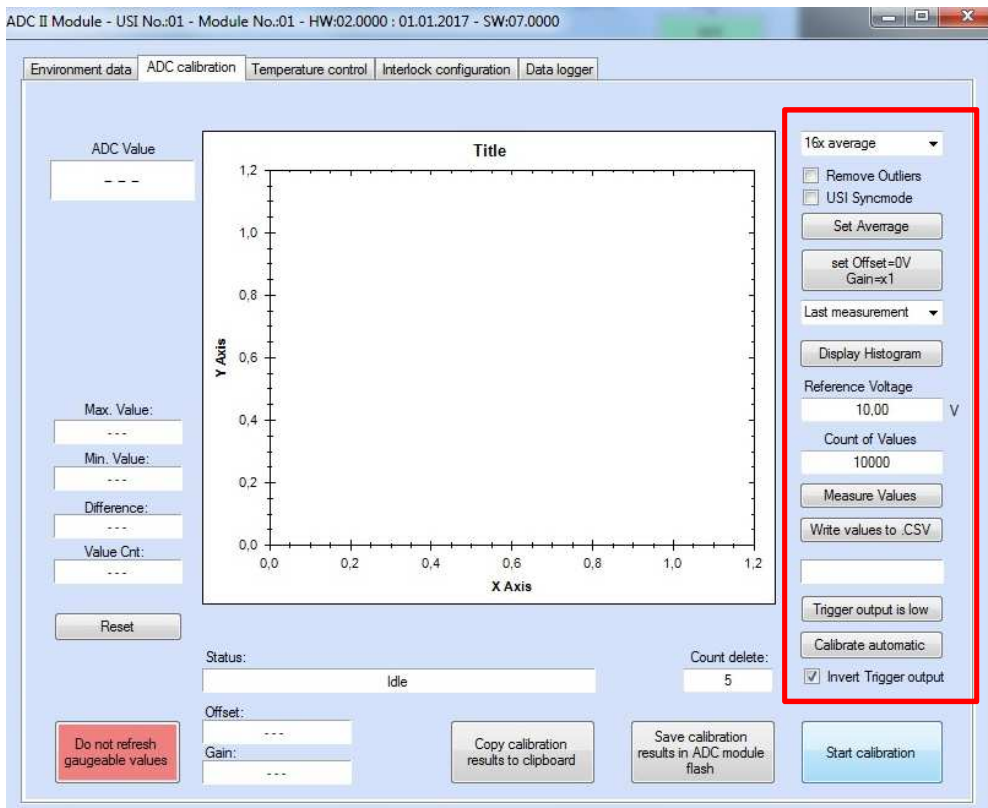 ADC II Module - USI No.:01 - Module No.:01 - HW:02.0000 : 01.01.2017 - SW:07.0000
Environment data
ADC calibration
Temperature control
Interlock configuration
Data logger
ADC Value
- - -
Max. Value:
- - -
Min. Value:
- - -
Difference:
- - -
Value Cnt:
- - -
Reset
Do not refresh
gaugeable values
Title
Y Axis
1,2
1,0
0,8
0,6
0,4
0,2
0,0
0,0 0,2 0,4 0,6 0,8 1,0 1,2
X Axis
Status:
Idle
Count delete:
5
Offset:
- - -
Gain:
- - -
Copy calibration
results to clipboard
Save calibration
results in ADC module
flash
16x average
Remove Outliers
USI Syncmode
Set Averrage
set Offset=0V
Gain=x1
Last measurement
Display Histogram
Reference Voltage
10,00 V
Count of Values
10000
Measure Values
Write values to .CSV
Trigger output is low
Calibrate automatic
Invert Trigger output
Start calibration